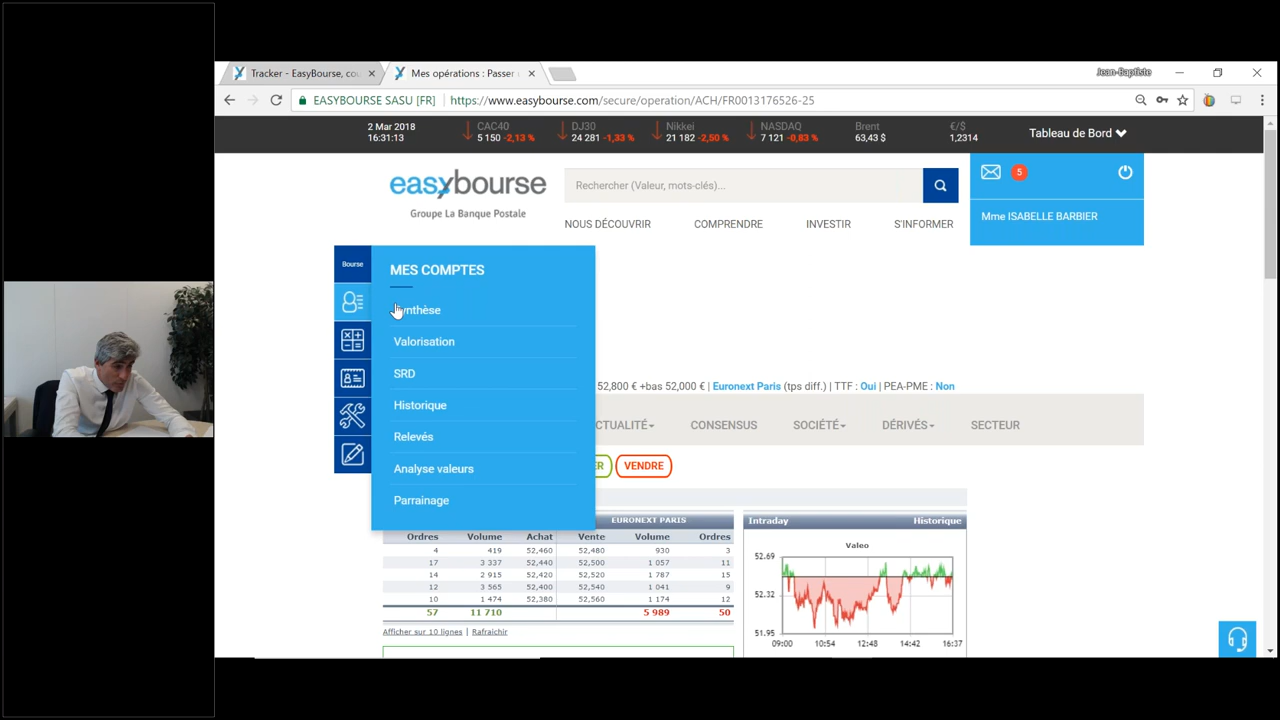 Tracker - EasyBourse, cou
Mes opérations : Passer
Jean-Baptiste
EASYBOURSE SASU [FR]
https://www.easybourse.com/secure/operation/ACH/FR0013176526-25
2 Mar 2018
16:31:13
CAC40
5 150 -2,13 %
DJ30
24 281 -1,33 %
Nikkei
21 182 -2,50 %
NASDAQ
7 121 -0,83 %
Brent
63,43 $
€/$
1,2314
Tableau de Bord
easybourse
Groupe La Banque Postale
Rechercher (Valeur, mots-clés)...
5
Mme ISABELLE BARBIER
NOUS DÉCOUVRIR COMPRENDRE INVESTIR S'INFORMER
Bourse
MES COMPTES
Synthèse
Valorisation
SRD
Historique
Relevés
Analyse valeurs
Parrainage
52,800 € +bas 52,000 € | Euronext Paris (tps diff.) | TTF : Oui | PEA-PME : Non
CTUALITÉ CONSENSUS SOCIÉTÉ DÉRIVÉS SECTEUR
ER VENDRE
EURONEXT PARIS
Ordres Volume Achat Vente Volume Ordres
4 419 52,460 52,480 930 3
17 3 337 52,440 52,500 1 057 11
14 2 915 52,420 52,520 1 787 15
12 3 565 52,400 52,540 1 041 9
10 1 474 52,380 52,560 1 174 12
57 11 710 5 989 50
Afficher sur 10 lignes | Rafraichir
Intraday Historique
Valeo
52.69
52.32
51.95
09:00 10:54 12:48 14:42 16:37